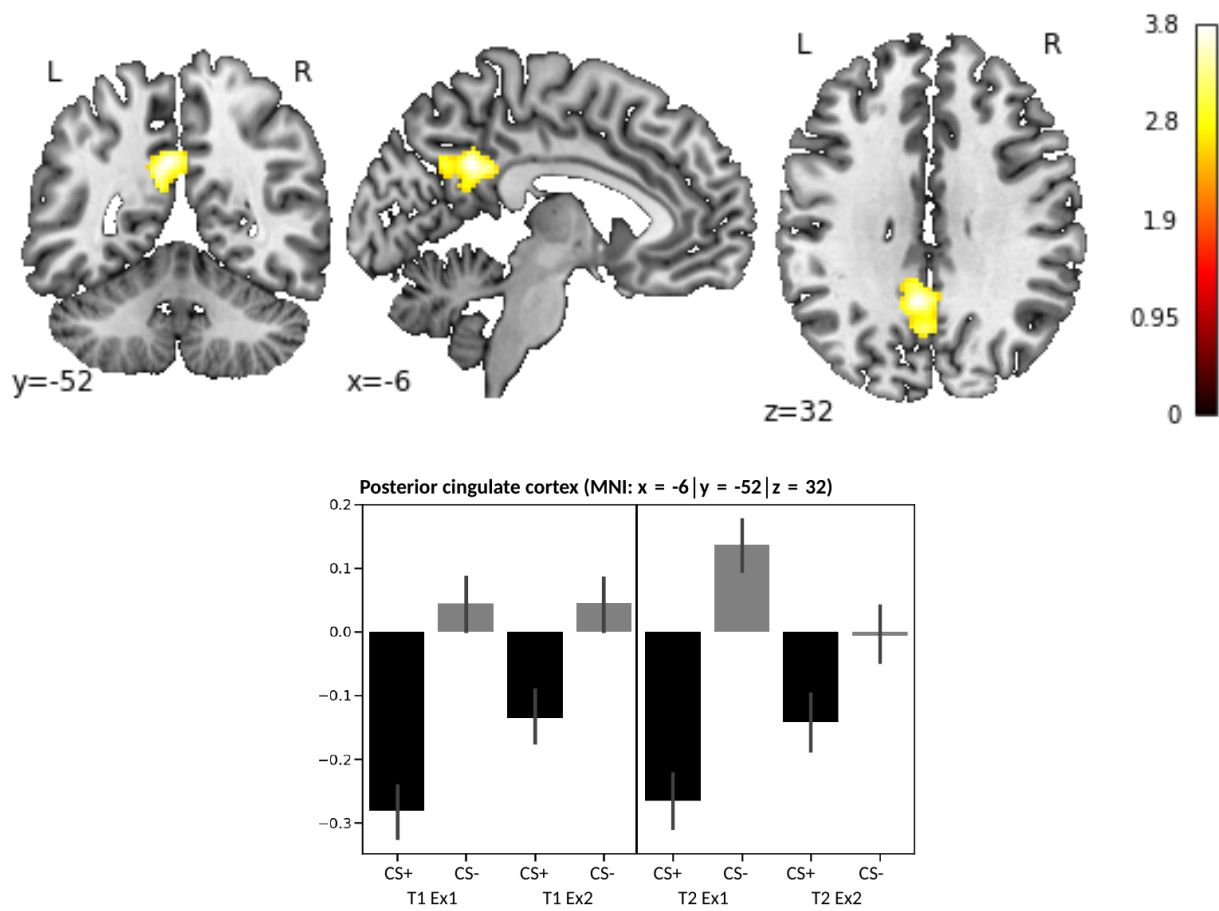 L R
L R
y=-52
x=-6
z=32
3.8
2.8
1.9
0.95
0
Posterior cingulate cortex (MNI: x = -6|y = -52|z = 32)
0.2
0.1
0.0
−0.1
−0.2
−0.3
CS+ CS- CS+ CS- CS+ CS- CS+ CS-
T1 Ex1 T1 Ex2 T2 Ex1 T2 Ex2